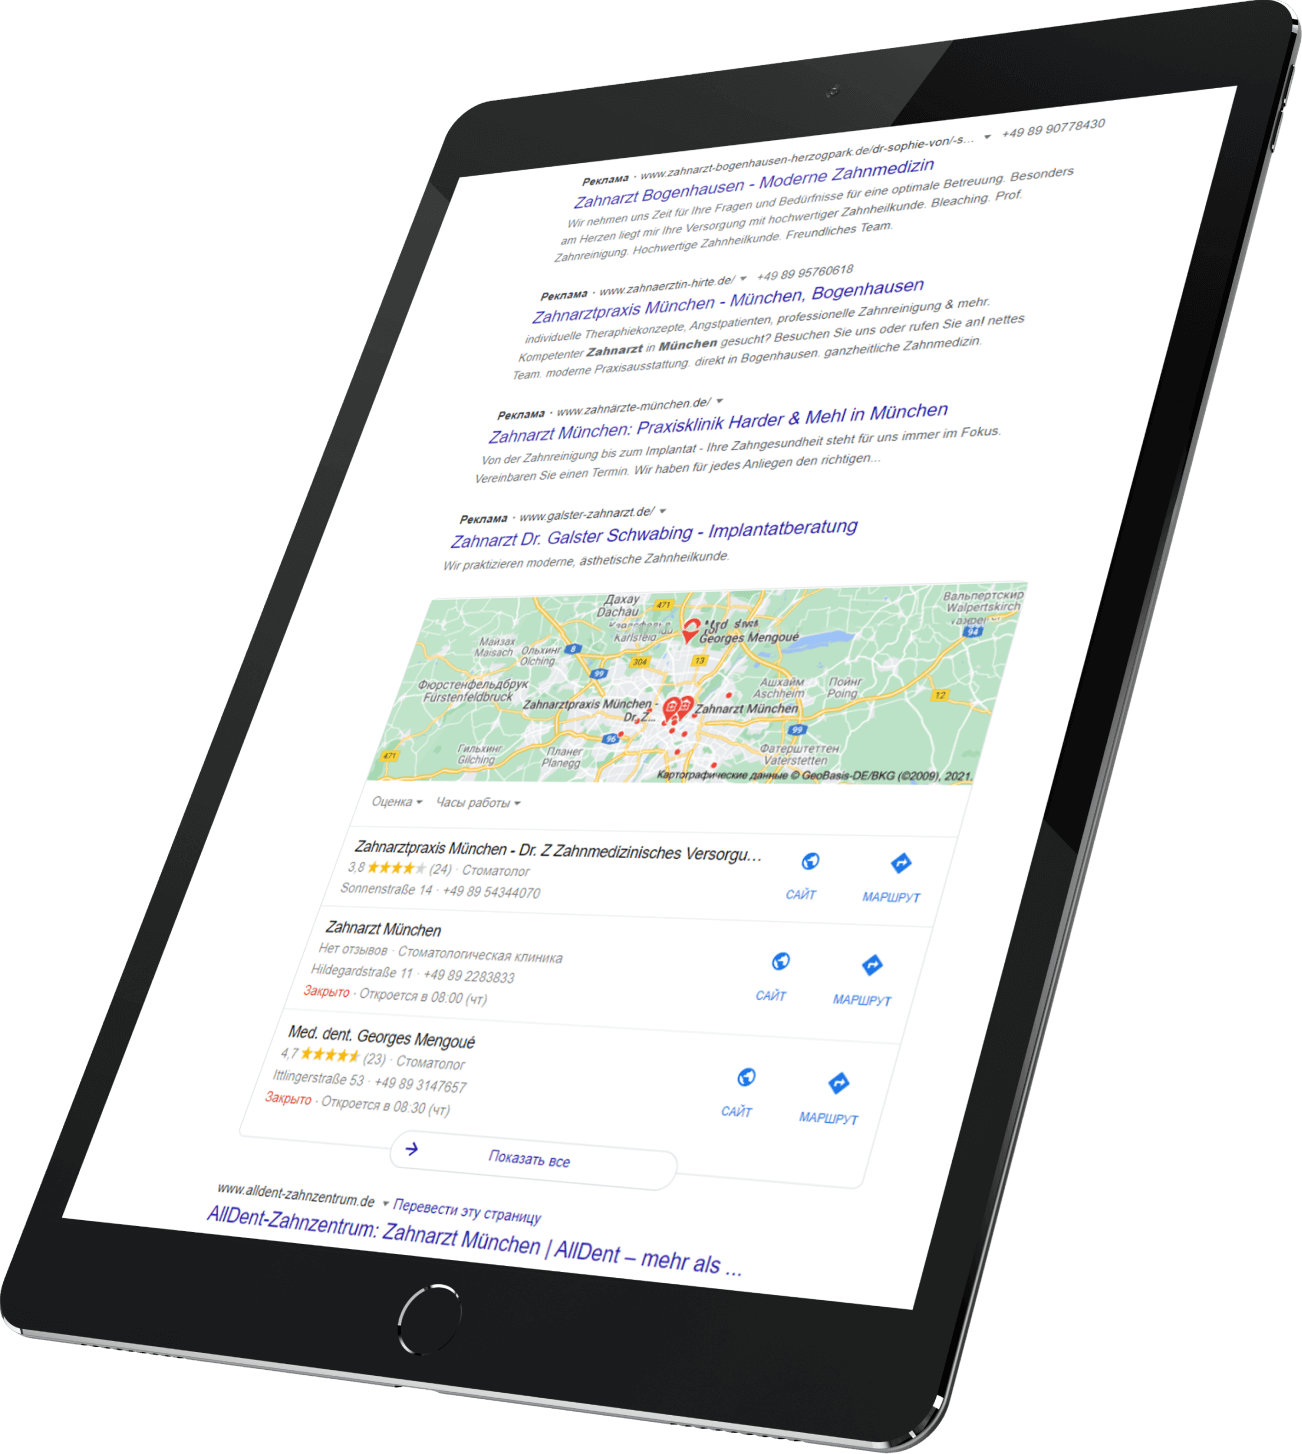 Реклама · www.zahnarzt-bogenhausen-herzogpark.de/dr-sophie-von/-s... +49 89 90778430
Zahnarzt Bogenhausen - Moderne Zahnmedizin
Wir nehmen uns Zeit für Ihre Fragen und Bedürfnisse für eine optimale Betreuung. Besonders
am Herzen liegt mir Ihre Versorgung mit hochwertiger Zahnheilkunde. Bleaching. Prof.
Zahnreinigung. Hochwertige Zahnheilkunde. Freundliches Team.
Реклама · www.zahnaerztin-hirte.de/ +49 89 95760618
Zahnarztpraxis München - München, Bogenhausen
individuelle Theraphiekonzepte, Angstpatienten, professionelle Zahnreinigung & mehr.
Kompetenter Zahnarzt in München gesucht? Besuchen Sie uns oder rufen Sie an! nettes
Team. moderne Praxisausstattung. direkt in Bogenhausen. ganzheitliche Zahnmedizin.
Реклама · www.zahnärzte-münchen.de/
Zahnarzt München: Praxisklinik Harder & Mehl in München
Von der Zahnreinigung bis zum Implantat - Ihre Zahngesundheit steht für uns immer im Fokus.
Vereinbaren Sie einen Termin. Wir haben für jedes Anliegen den richtigen...
Реклама · www.galster-zahnarzt.de/
Zahnarzt Dr. Galster Schwabing - Implantatberatung
Wir praktizieren moderne, ästhetische Zahnheilkunde.
Дахау
Dachau
471
Вальпертскир
Walpertskirch
Karlsfeld
Georges Mengoué
94
Майзах
Maisach
Ольхинг
Olching
8
304
13
99
Фюрстенфельдбрук
Fürstenfeldbruck
Ашхайм
Aschheim
Пойнг
Poing
12
Zahnarztpraxis München -
Dr. Z...
Zahnarzt München
96
99
471
Гильхинг
Gilching
Планег
Planegg
Фатерштеттен
Vaterstetten
Картографические данные © GeoBasis-DE/BKG (©2009), 2021.
Оценка Часы работы
Zahnarztpraxis München - Dr. Z Zahnmedizinisches Versorgu...
3,8 (24) · Стоматолог
Sonnenstraße 14 · +49 89 54344070
САЙТ МАРШРУТ
Zahnarzt München
Нет отзывов · Стоматологическая клиника
Hildegardstraße 11 · +49 89 2283833
Закрыто · Откроется в 08:00 (чт)
САЙТ МАРШРУТ
Med. dent. Georges Mengoué
4,7 (23) · Стоматолог
Ittlingerstraße 53 · +49 89 3147657
Закрыто · Откроется в 08:30 (чт)
САЙТ МАРШРУТ
Показать все
www.alldent-zahnzentrum.de Перевести эту страницу
AllDent-Zahnzentrum: Zahnarzt München | AllDent – mehr als ...